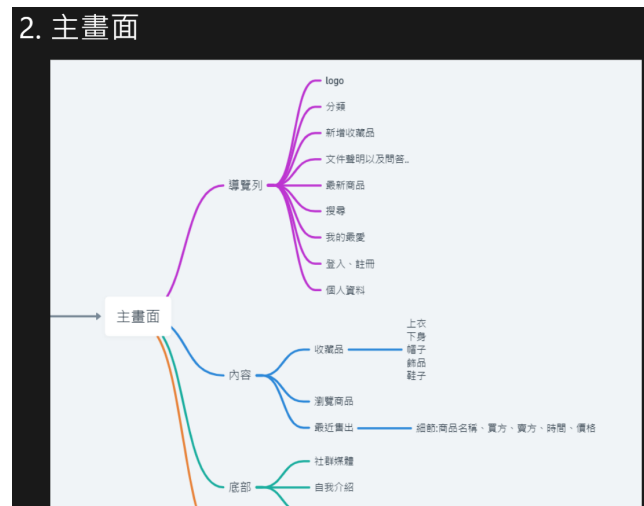 2. 主畫面
logo
分類
新增收藏品
文件聲明以及問答..
導覽列
最新商品
搜尋
我的最愛
登入、註冊
個人資料
主畫面
上衣
下身
收藏品
帽子
飾品
鞋子
內容
瀏覽商品
最近售出
細節:商品名稱、買方、賣方、時間、價格
社群媒體
底部
自我介紹